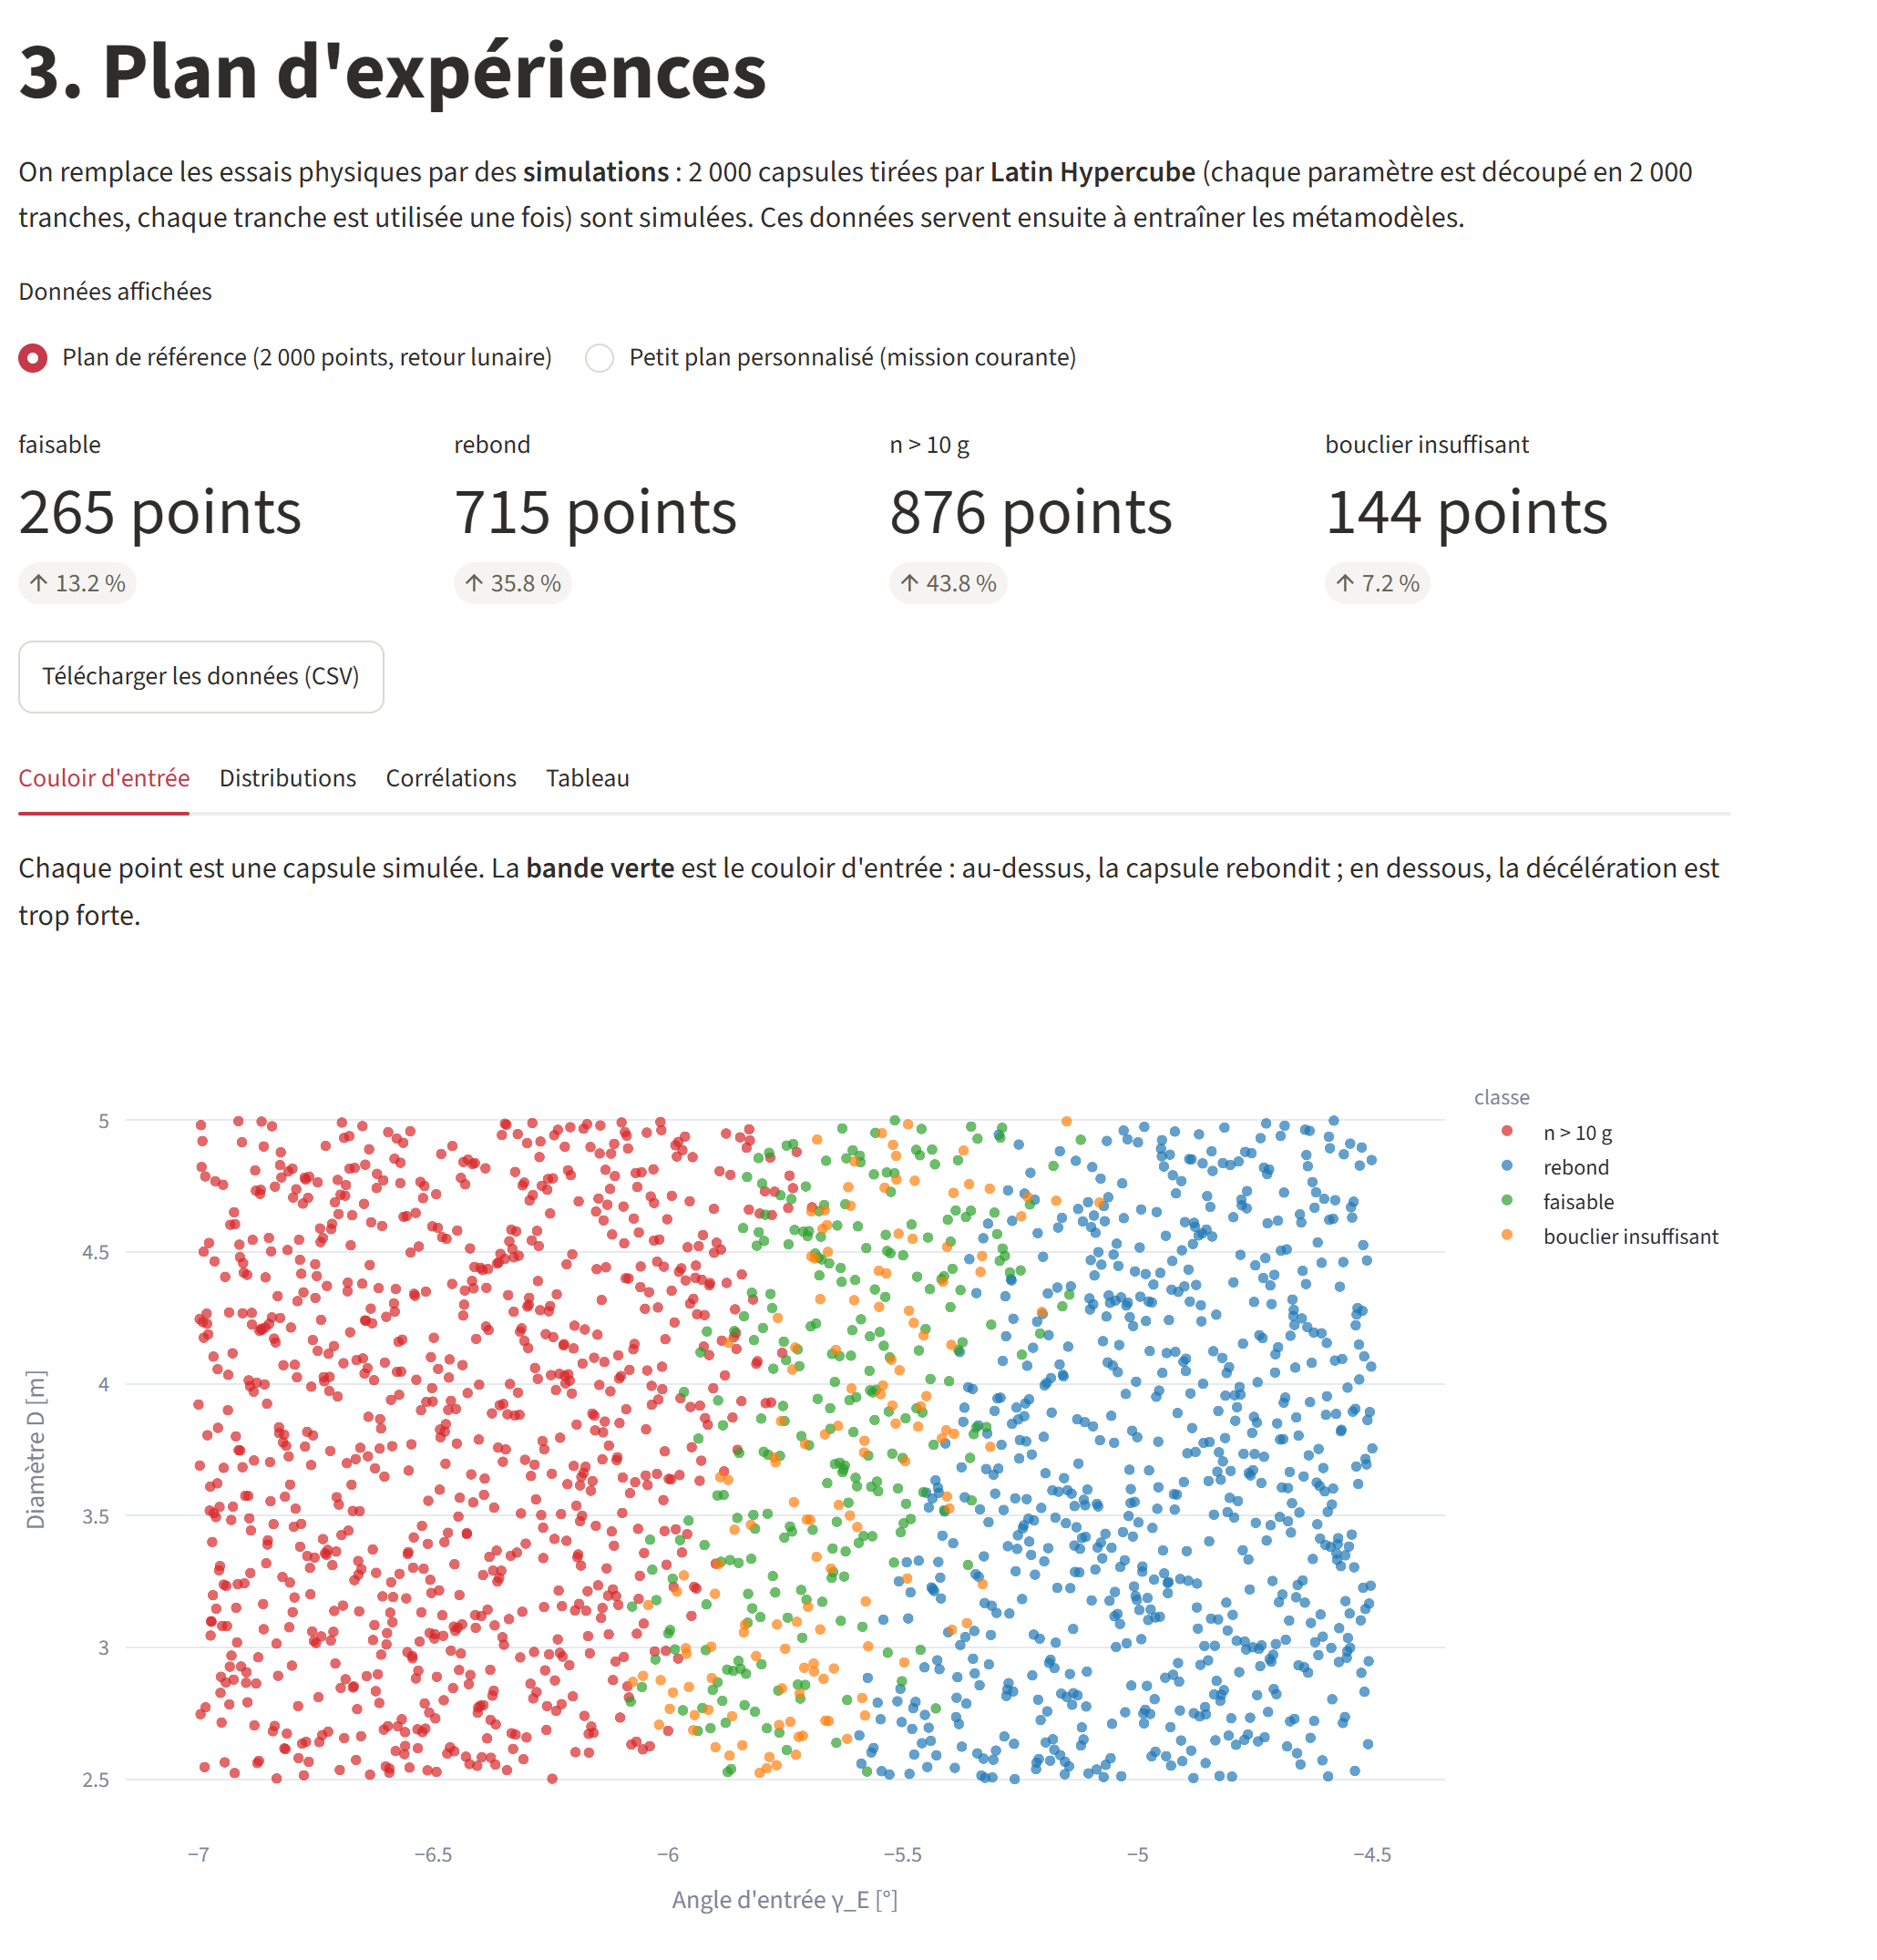 3. Plan d'expériences
On remplace les essais physiques par des simulations : 2 000 capsules tirées par Latin Hypercube (chaque paramètre est découpé en 2 000
tranches, chaque tranche est utilisée une fois) sont simulées. Ces données servent ensuite à entraîner les métamodèles.
Données affichées
Plan de référence (2 000 points, retour lunaire) Petit plan personnalisé (mission courante)
faisable rebond n > 10 g bouclier insuffisant
265 points 715 points 876 points 144 points
↑ 13.2 % ↑ 35.8 % ↑ 43.8 % ↑ 7.2 %
Télécharger les données (CSV)
Couloir d'entrée Distributions Corrélations Tableau
Chaque point est une capsule simulée. La bande verte est le couloir d'entrée : au-dessus, la capsule rebondit ; en dessous, la décélération est
trop forte.
classe
n > 10 g
rebond
faisable
bouclier insuffisant
Diamètre D [m]
5
4.5
4
3.5
3
2.5
−7 −6.5 −6 −5.5 −5 −4.5
Angle d'entrée γ_E [°]